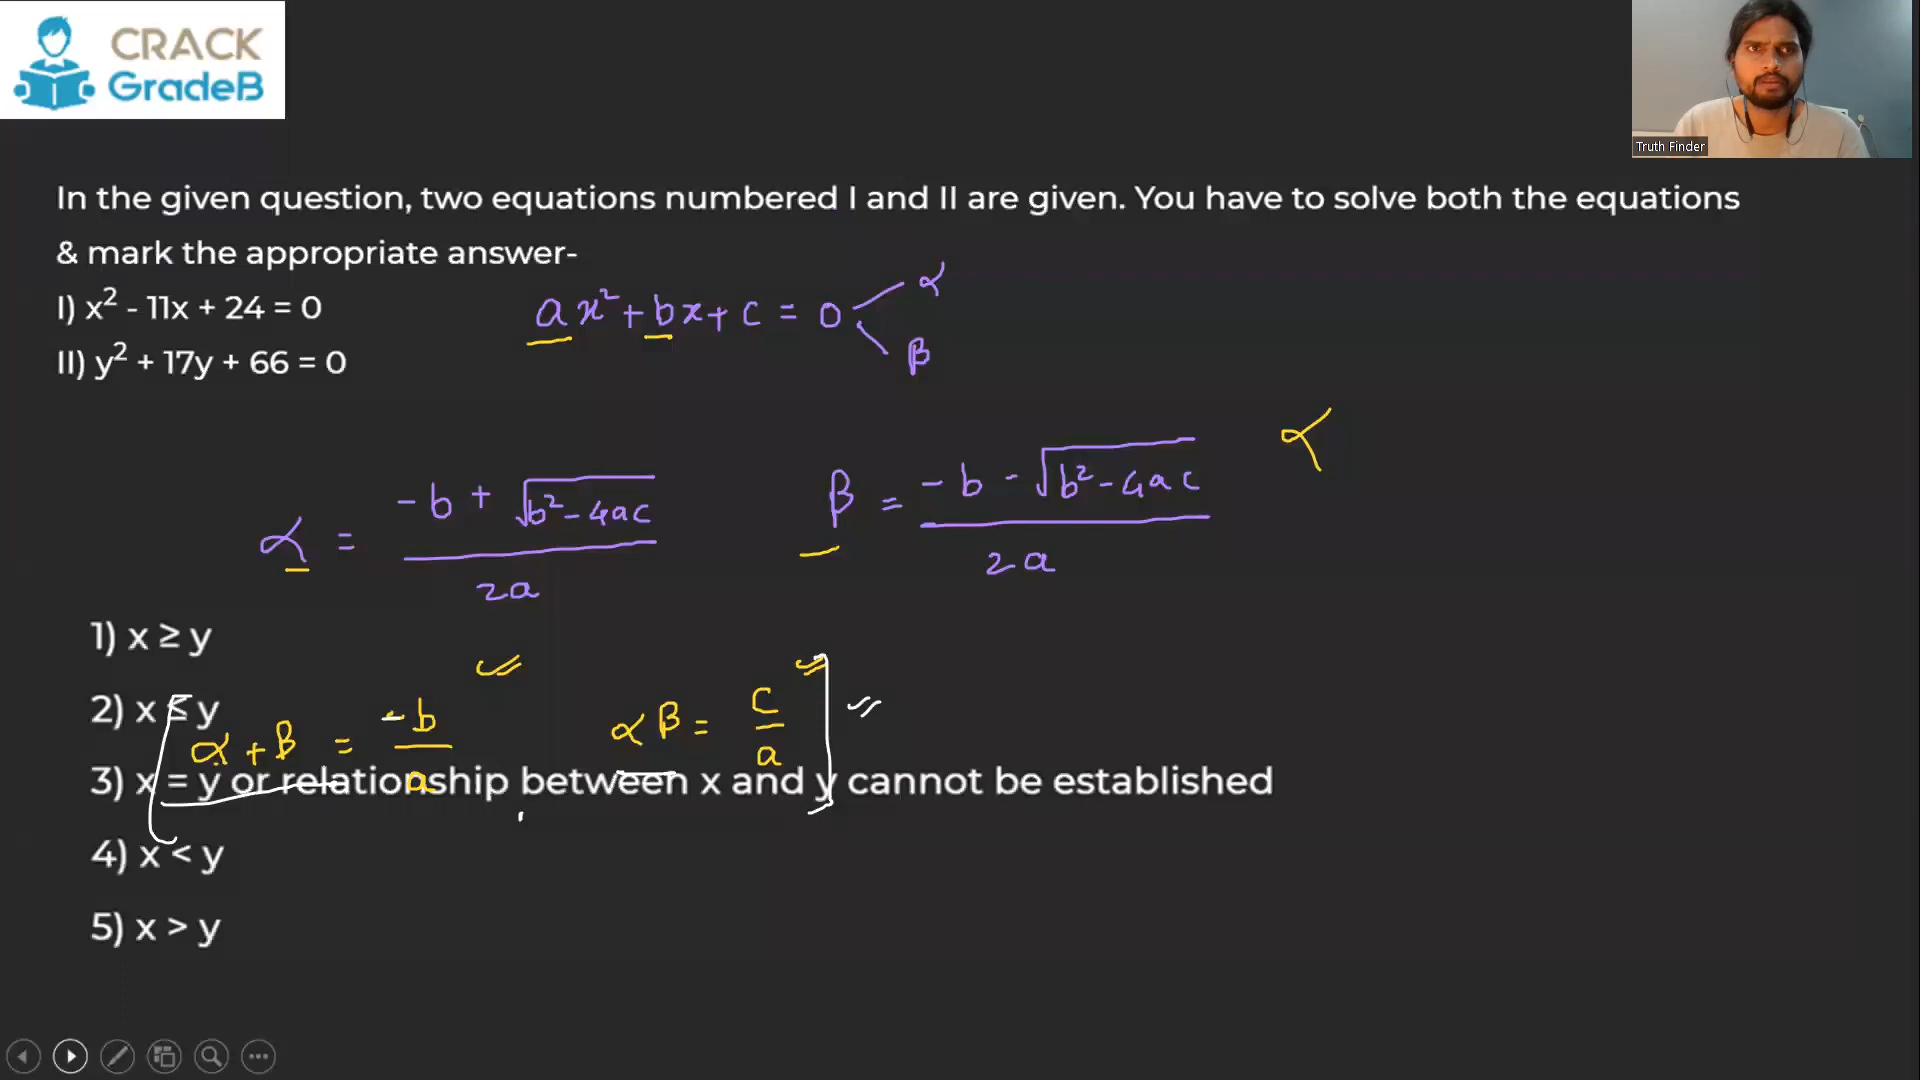 CRACK
GradeB
Truth Finder
In the given question, two equations numbered I and II are given. You have to solve both the equations
& mark the appropriate answer-
I) x² - 11x + 24 = 0
II) y² + 17y + 66 = 0
ax² + bx + c = 0
α
β
α
α = (-b + √(b² - 4ac)) / 2a
β = (-b - √(b² - 4ac)) / 2a
1) x ≥ y
2) x ≤ y
α + β = -b/a
αβ = c/a
3) x = y or relationship between x and y cannot be established
4) x < y
5) x > y